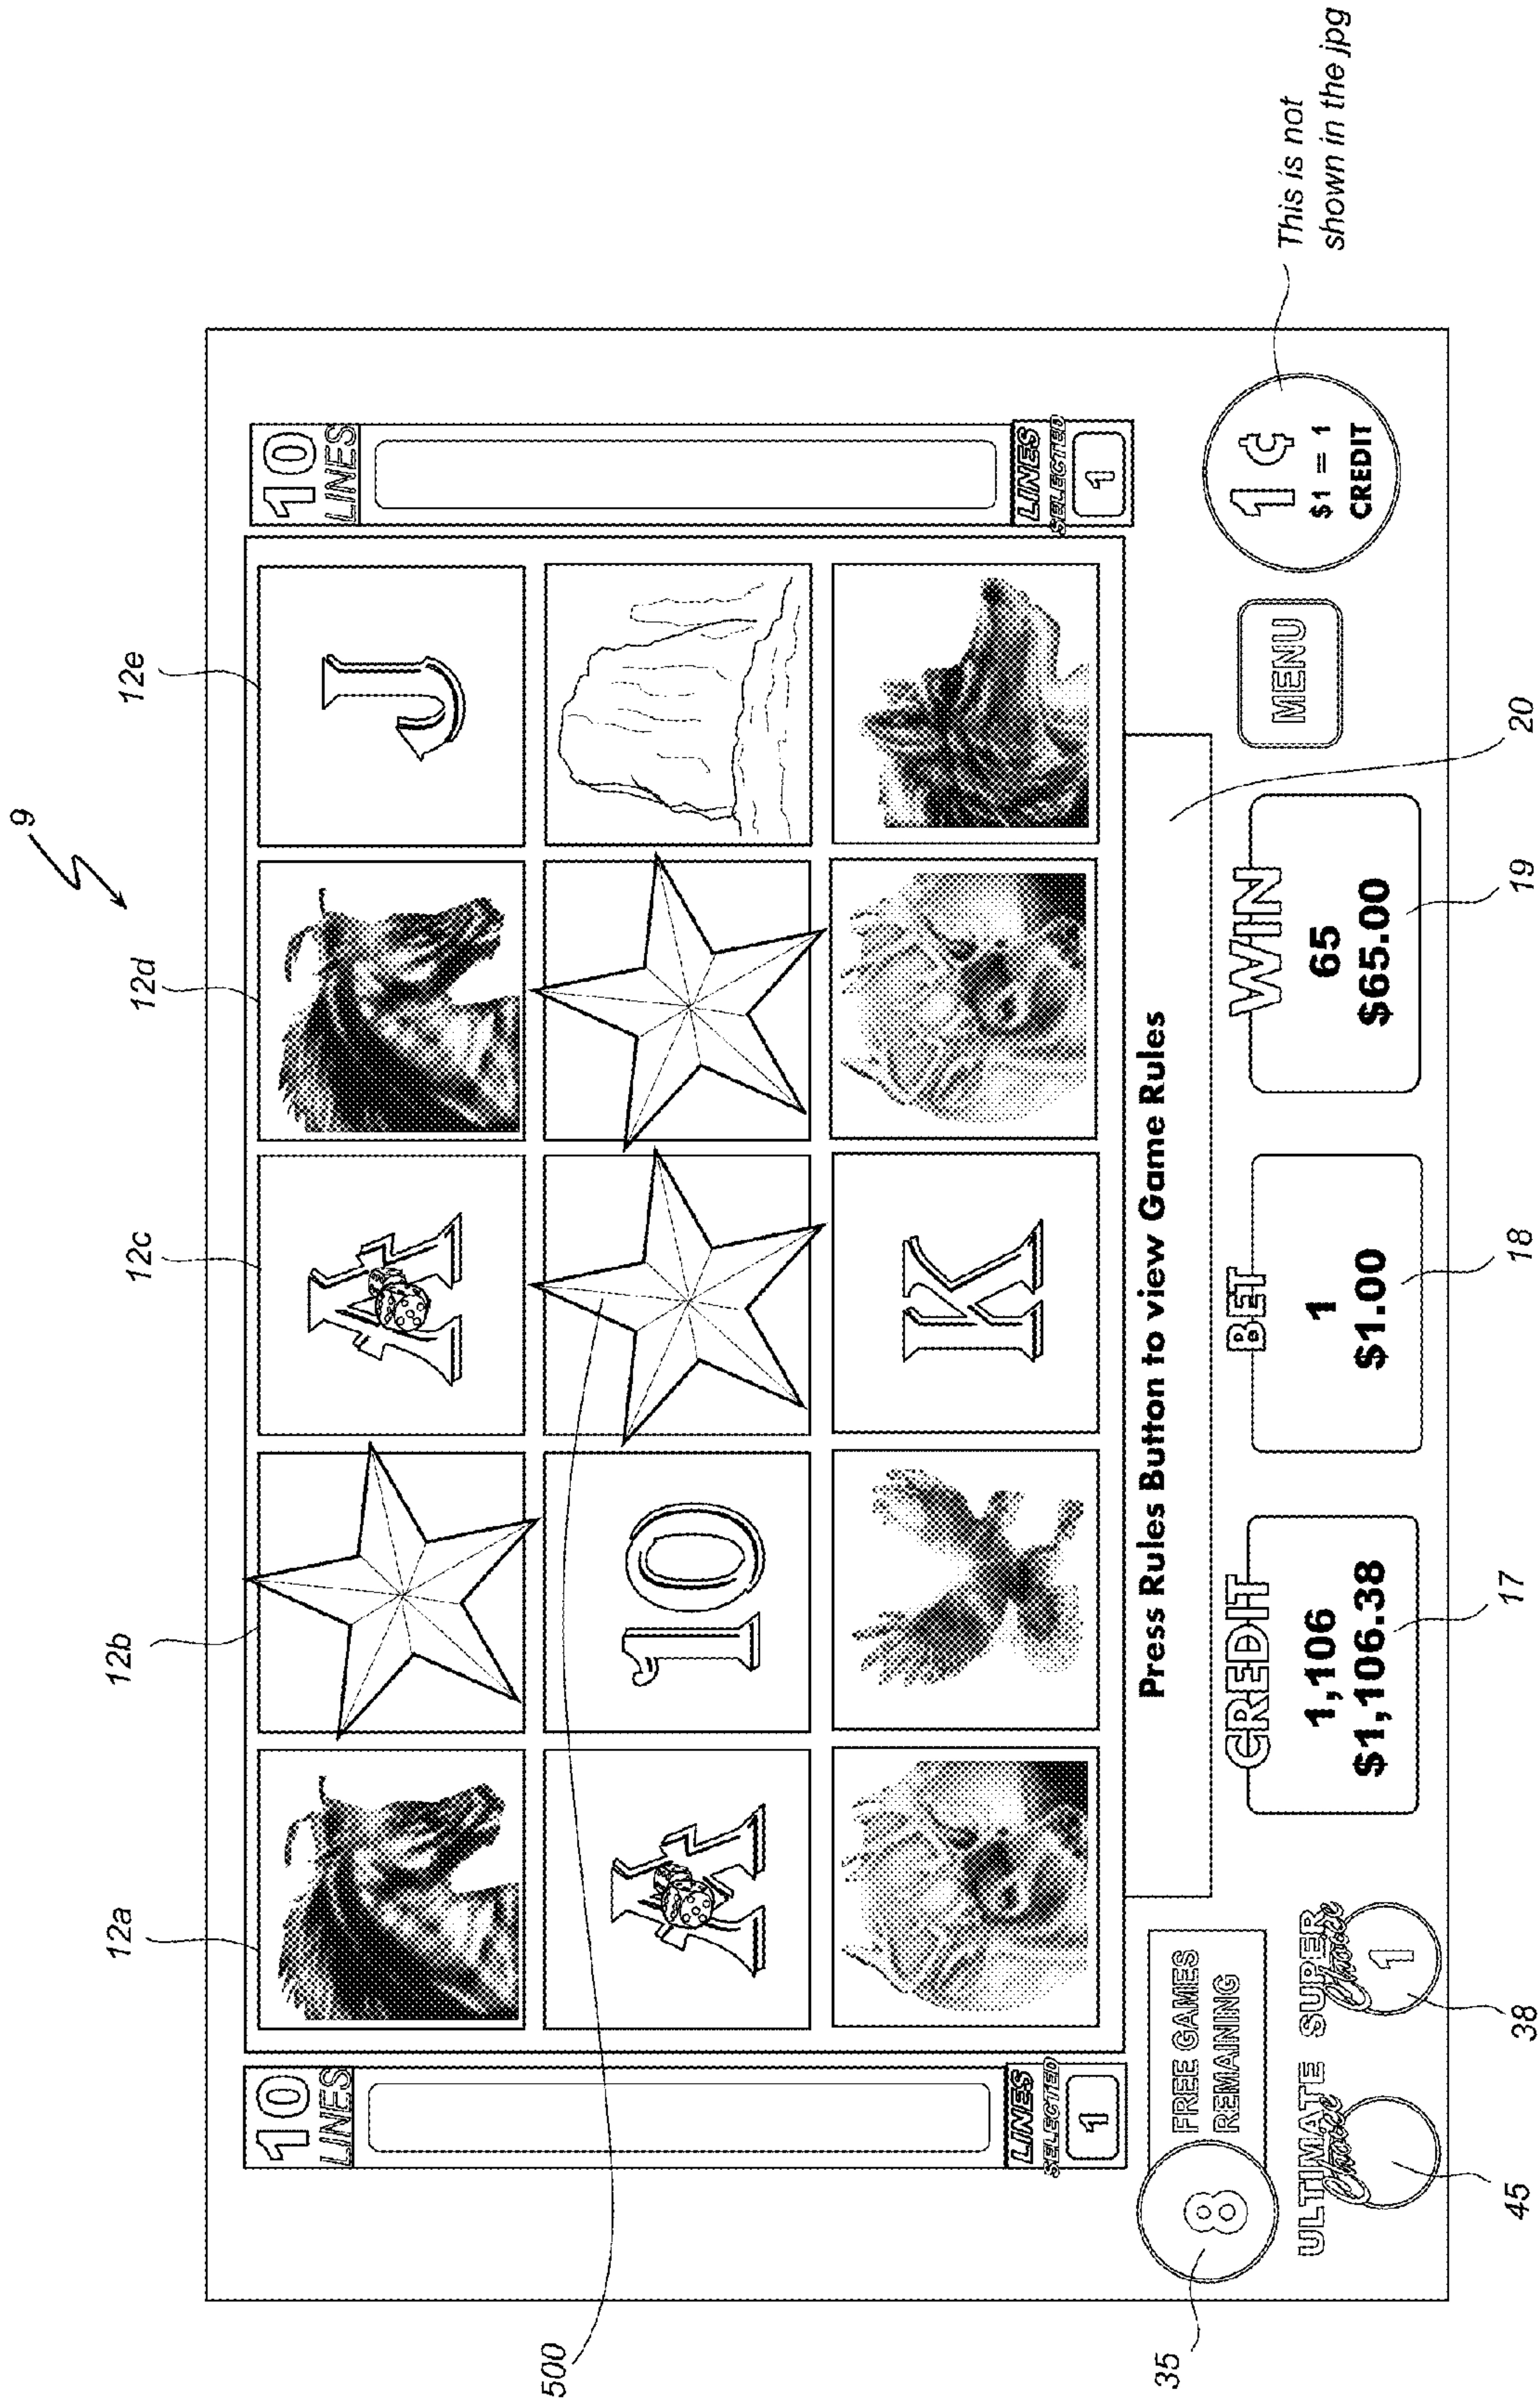 9
12a
12b
12c
12d
12e
10
LINES
10
LINES
A
J
A
10
500
K
LINES
SELECTED
1
LINES
SELECTED
1
Press Rules Button to view Game Rules
20
8
FREE GAMES
REMAINING
35
ULTIMATE
Choice
45
SUPER
Choice
1
38
CREDIT
1,106
$1,106.38
17
BET
1
$1.00
18
WIN
65
$65.00
19
MENU
1¢
$1 = 1
CREDIT
This is not
shown in the jpg